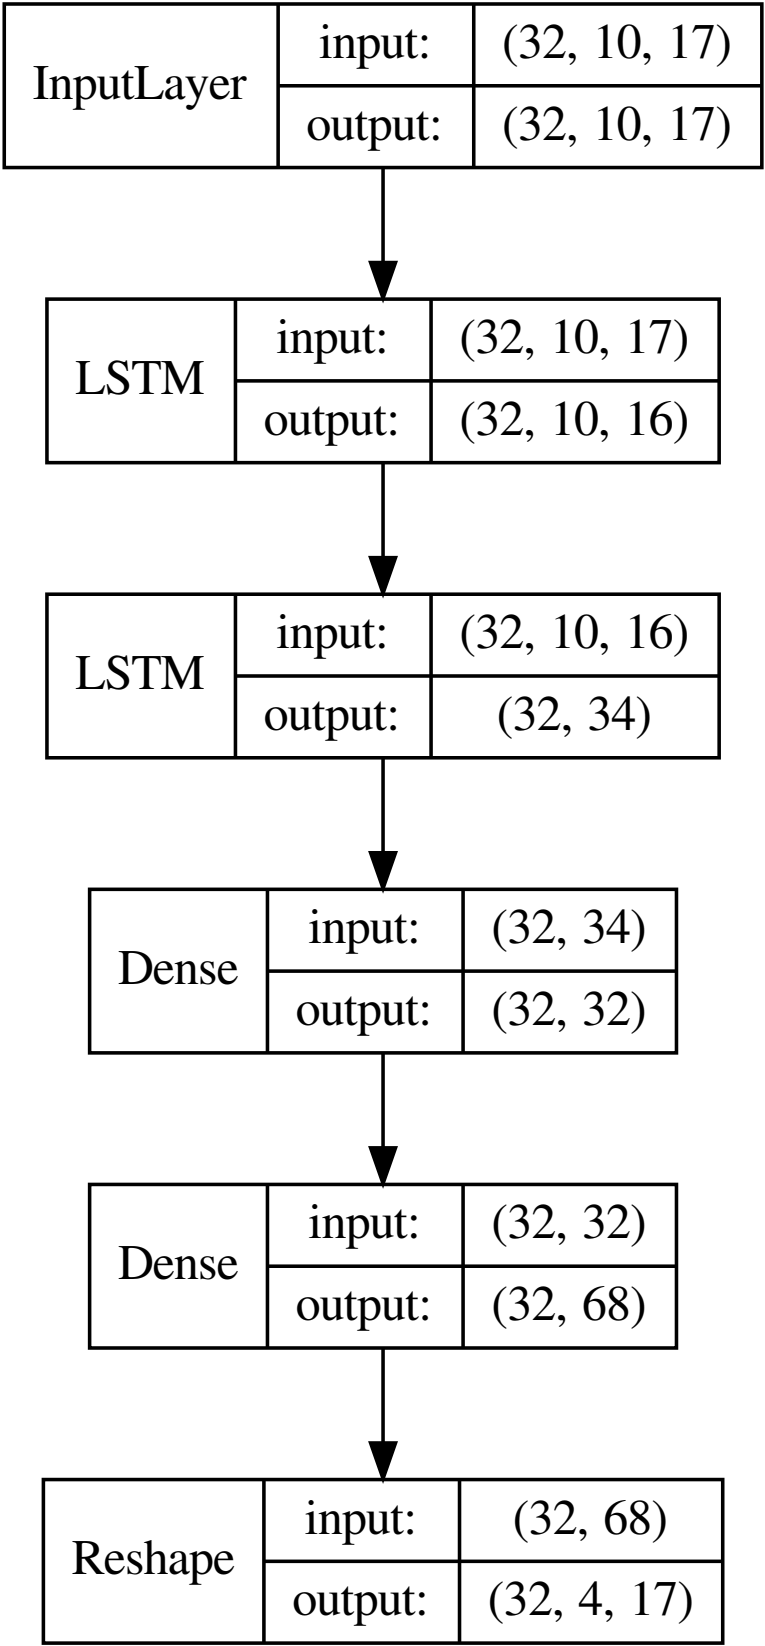 InputLayer
input: (32, 10, 17)
output: (32, 10, 17)
LSTM
input: (32, 10, 17)
output: (32, 10, 16)
LSTM
input: (32, 10, 16)
output: (32, 34)
Dense
input: (32, 34)
output: (32, 32)
Dense
input: (32, 32)
output: (32, 68)
Reshape
input: (32, 68)
output: (32, 4, 17)